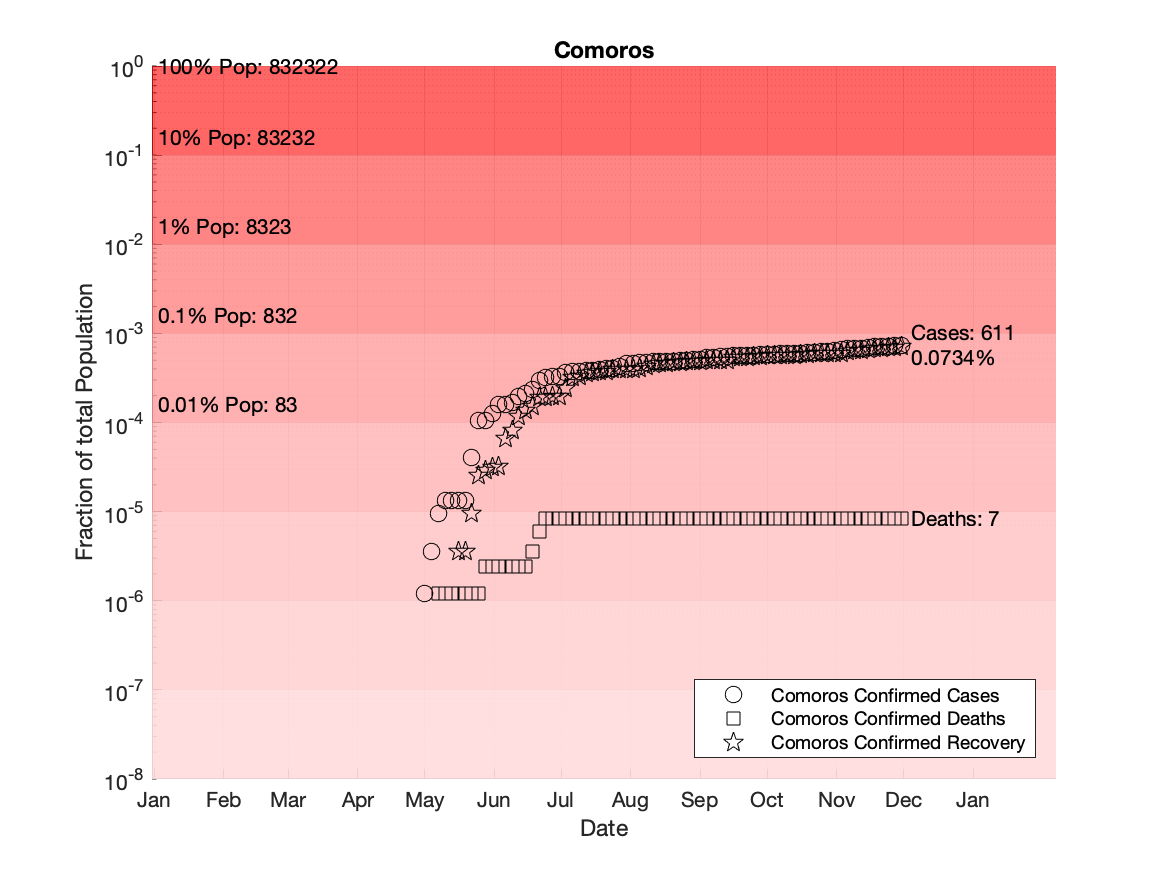 Comoros
10^0
100% Pop: 832322
10% Pop: 83232
10^-1
1% Pop: 8323
10^-2
0.1% Pop: 832
10^-3
Cases: 611
0.0734%
0.01% Pop: 83
10^-4
10^-5
Deaths: 7
10^-6
10^-7
10^-8
Fraction of total Population
Comoros Confirmed Cases
Comoros Confirmed Deaths
Comoros Confirmed Recovery
Jan Feb Mar Apr May Jun Jul Aug Sep Oct Nov Dec Jan
Date